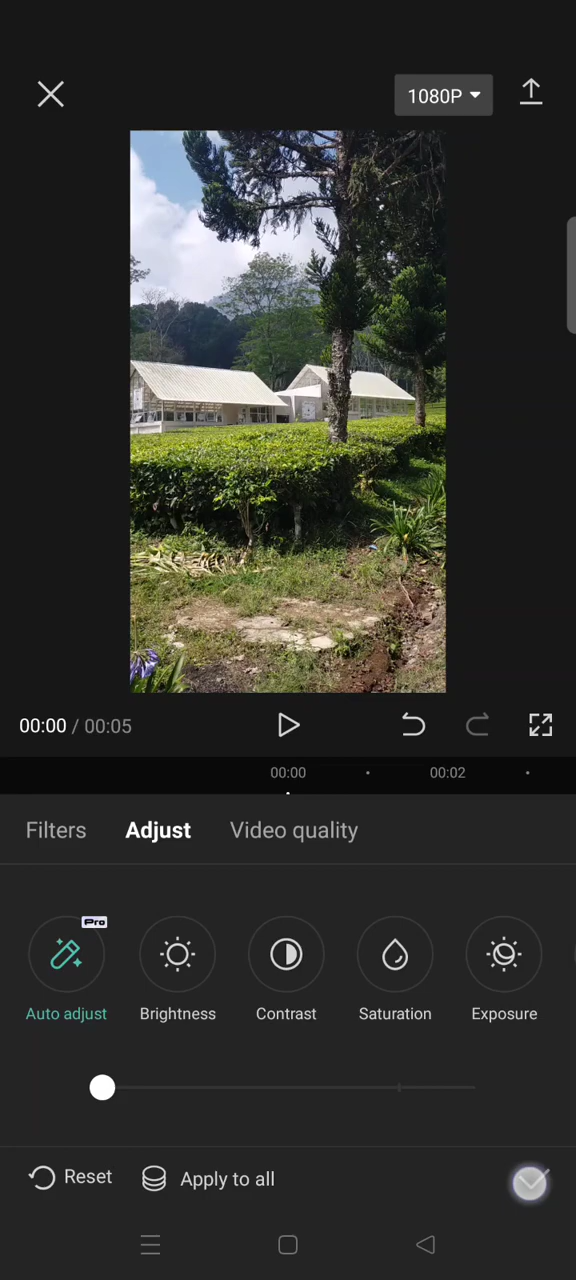 1080P
00:00 / 00:05
00:00 00:02
Filters Adjust Video quality
Pro
Auto adjust Brightness Contrast Saturation Exposure
Reset Apply to all